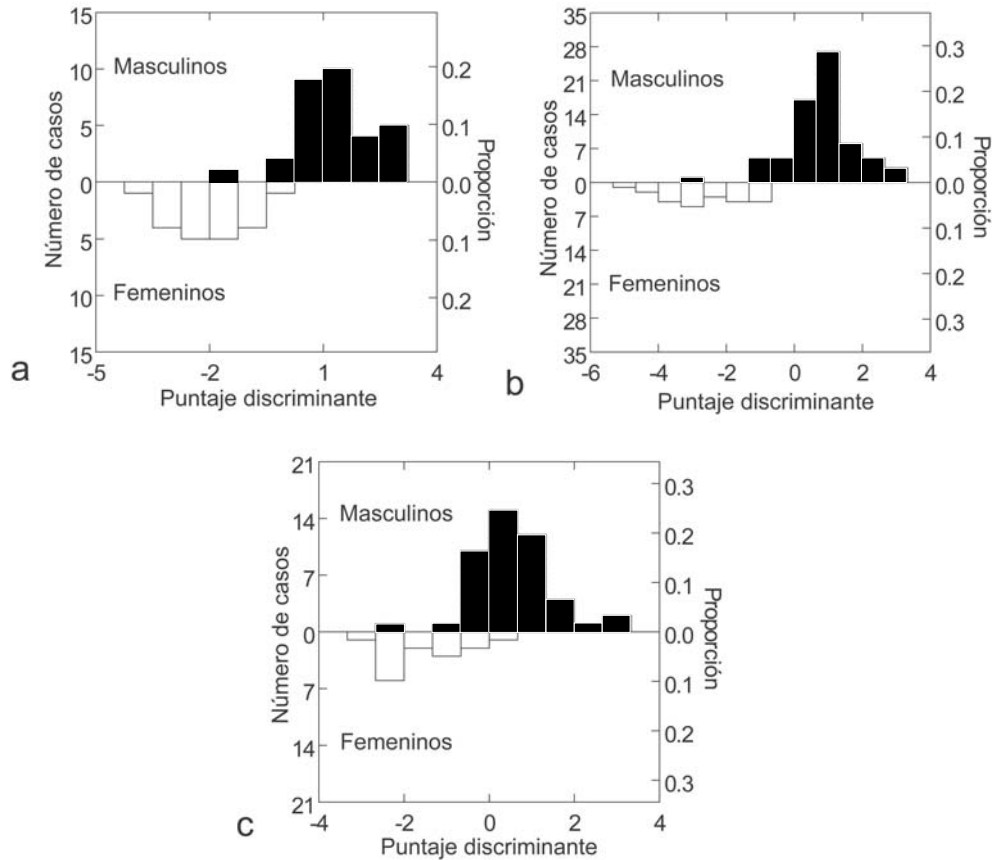 15
10
5
0
5
10
15
Número de casos
Masculinos
Femeninos
0.2
0.1
0.0
0.1
0.2
Proporción
-5 -2 1 4
Puntaje discriminante
a
35
28
21
14
7
0
7
14
21
28
35
Número de casos
Masculinos
Femeninos
0.3
0.2
0.1
0.0
0.1
0.2
0.3
Proporción
-6 -4 -2 0 2 4
Puntaje discriminante
b
21
14
7
0
7
14
21
Número de casos
Masculinos
Femeninos
0.3
0.2
0.1
0.0
0.1
0.2
0.3
Proporción
-4 -2 0 2 4
Puntaje discriminante
c